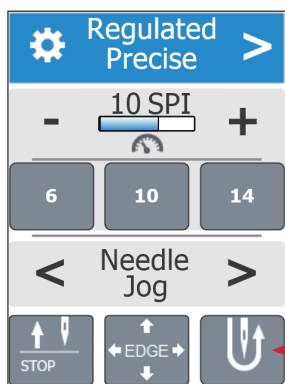 Regulated
Precise
>
- 10 SPI +
6 10 14
< Needle >
Jog
STOP
EDGE